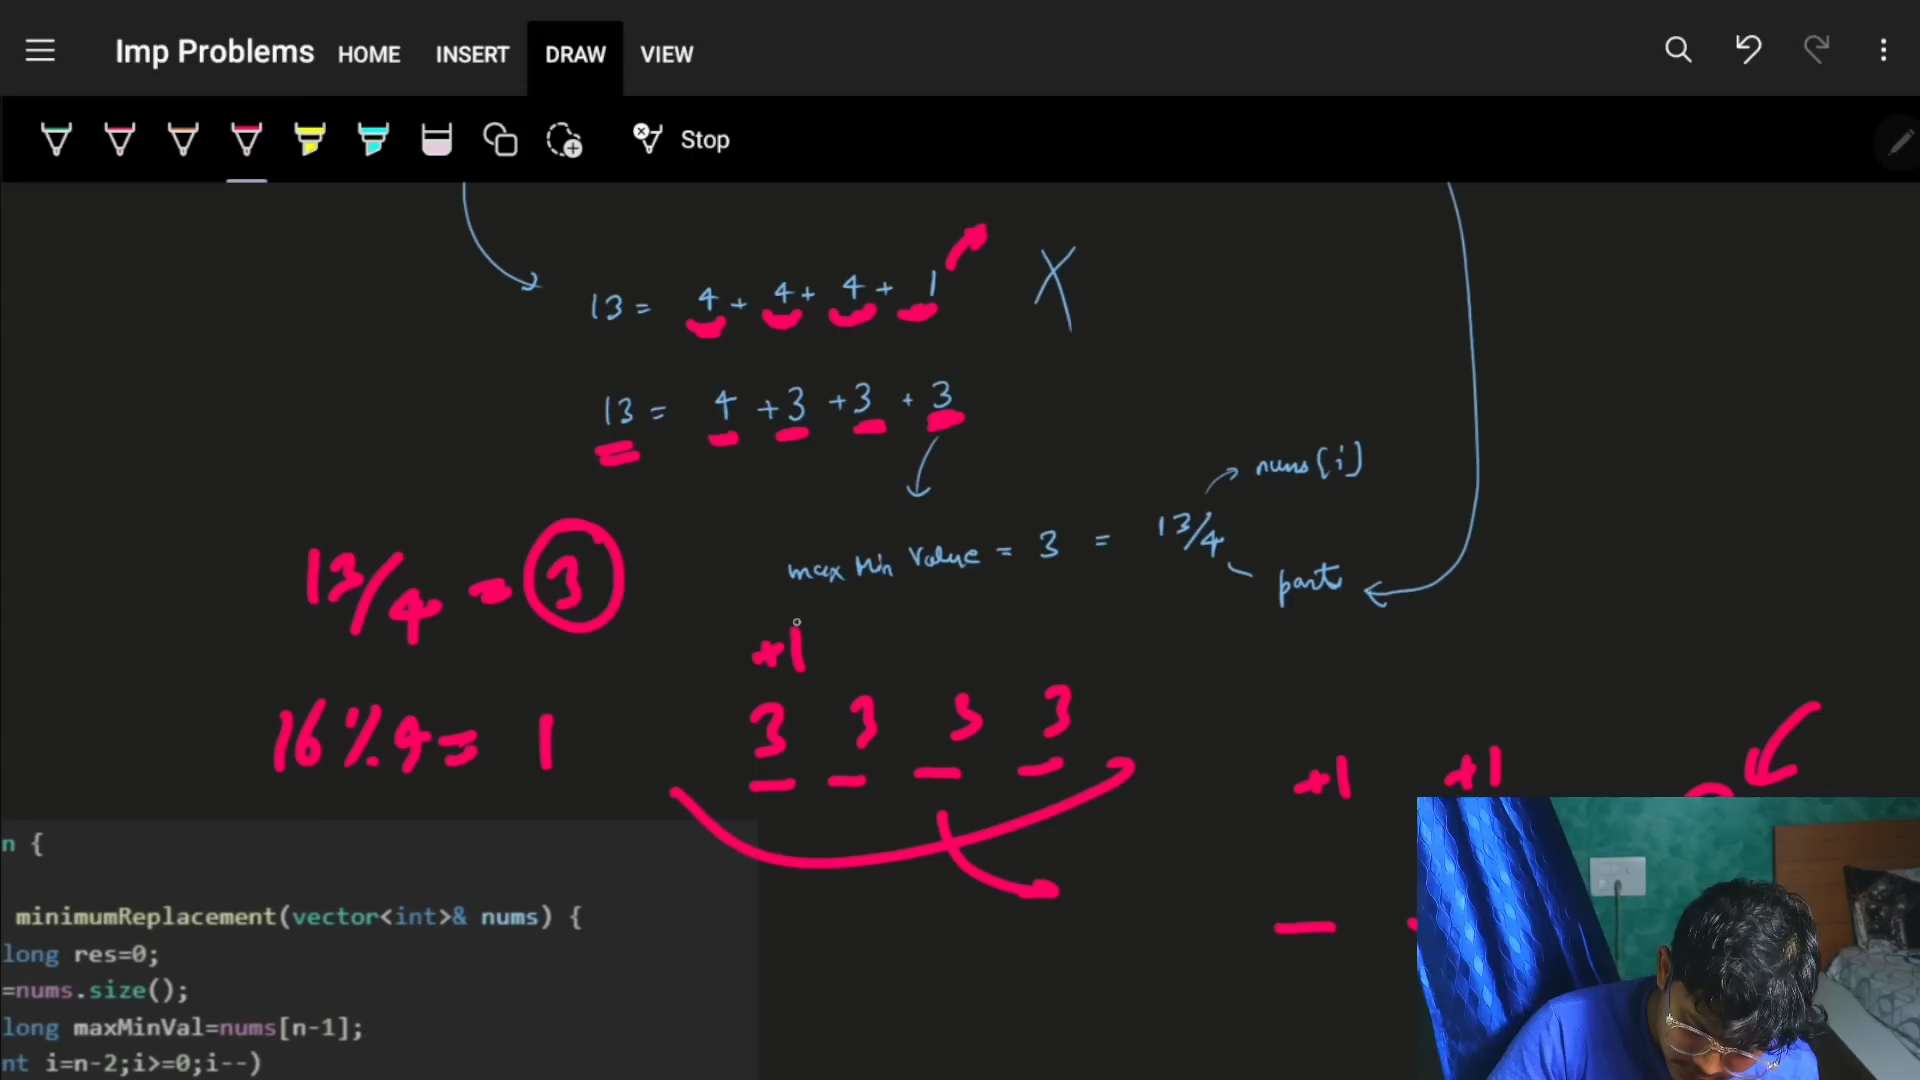 Imp Problems HOME INSERT DRAW VIEW
Stop
13 = 4 + 4 + 4 + 1 X
13 = 4 + 3 + 3 + 3
nums[i]
max Min Value = 3 = 13/4
part
13/4 = 3
+1
16 % 4 = 1
3 3 3 3
+1 +1
n {
minimumReplacement(vector<int>& nums) {
long res=0;
=nums.size();
long maxMinVal=nums[n-1];
nt i=n-2;i>=0;i--)